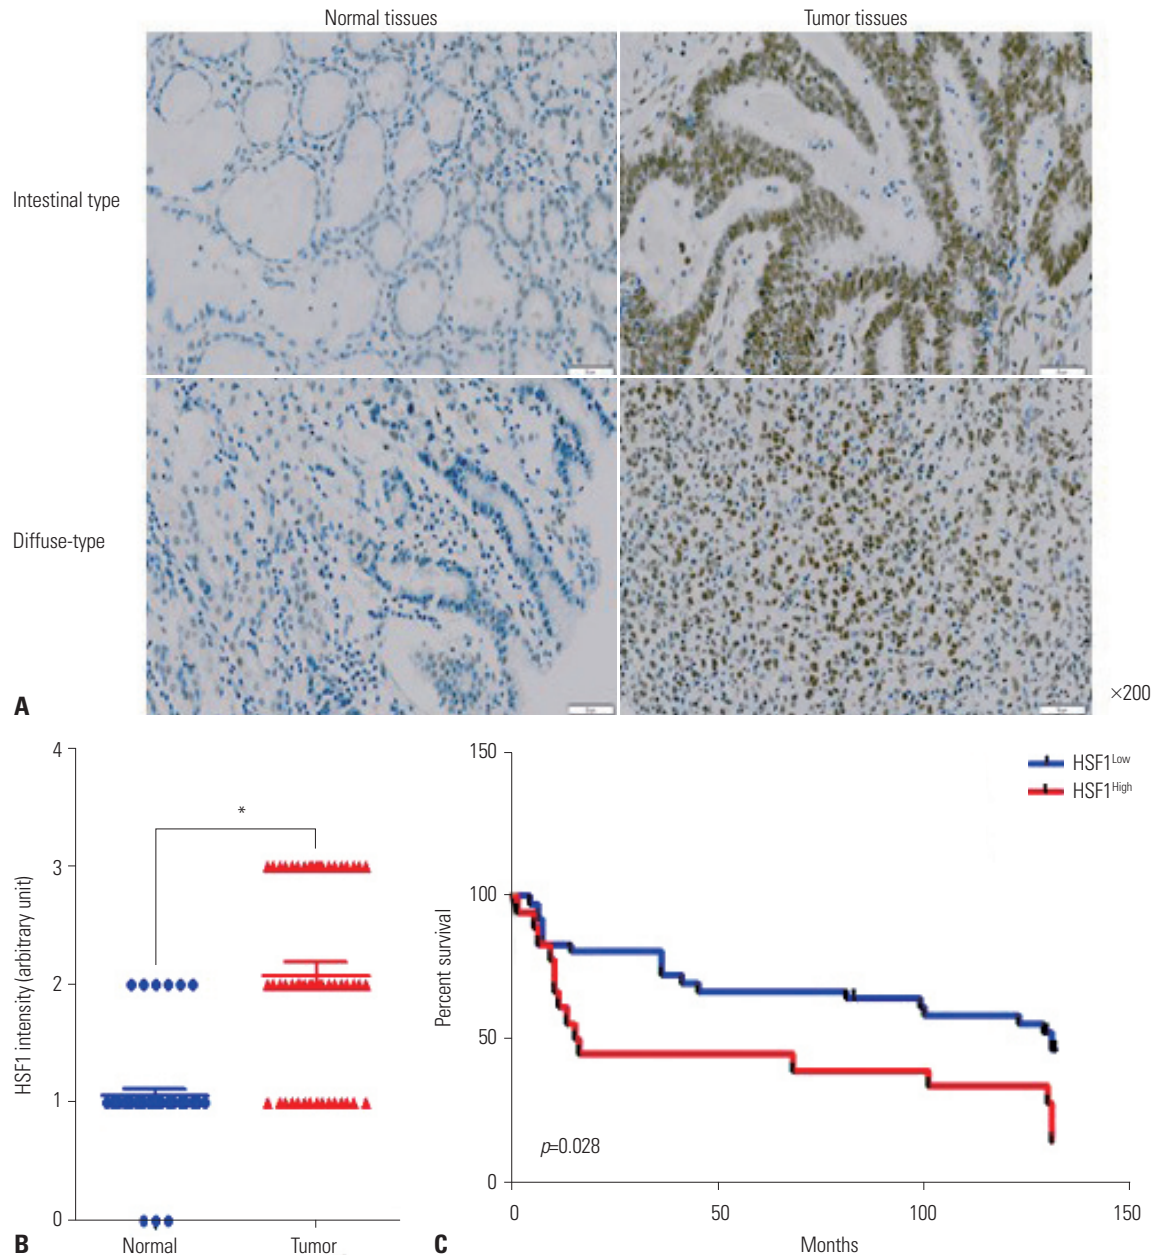 Normal tissues
Tumor tissues
Intestinal type
Diffuse-type
×200
A
HSF1 intensity (arbitrary unit)
4
3
2
1
0
*
Normal
Tumor
B
Percent survival
150
100
50
0
HSF1Low
HSF1High
p=0.028
0
50
100
150
Months
C